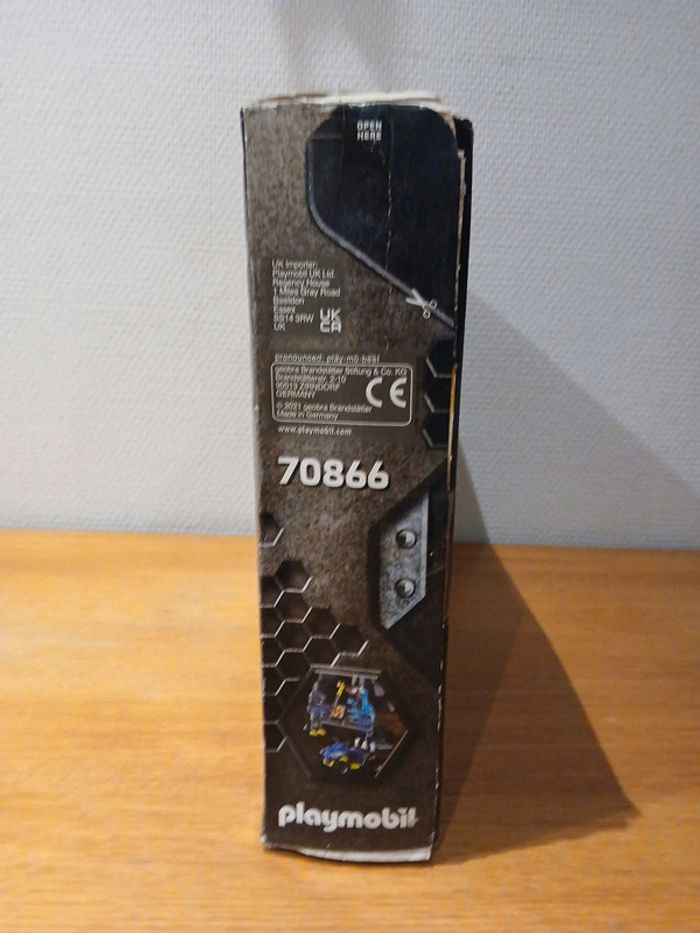 OPEN
HERE
UK Importer:
Playmobil UK Ltd.
Regency House
1 Miles Gray Road
Basildon
Essex
SS14 3RW
UK
UK
CA
pronounced: play-mo-beel
geobra Brandstätter Stiftung & Co. KG
Brandstätterstr. 2-10
90513 ZIRNDORF
GERMANY
CE
© 2021 geobra Brandstätter
Made in Germany
www.playmobil.com
70866
playmobil